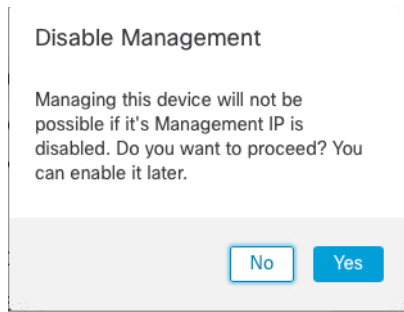 Disable Management
Managing this device will not be
possible if it's Management IP is
disabled. Do you want to proceed? You
can enable it later.
No
Yes